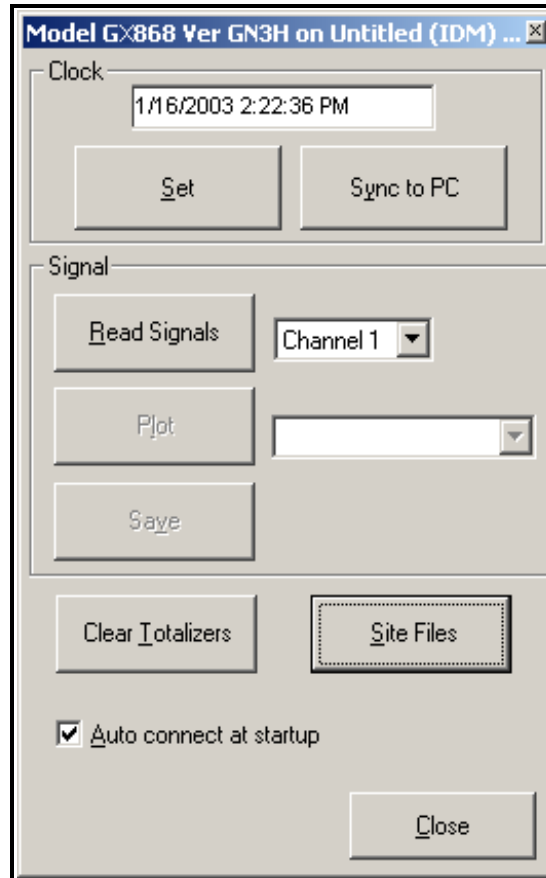 Model GX868 Ver GN3H on Untitled (IDM) ...
Clock
1/16/2003 2:22:36 PM
Set
Sync to PC
Signal
Read Signals
Channel 1
Plot
Save
Clear Totalizers
Site Files
Auto connect at startup
Close